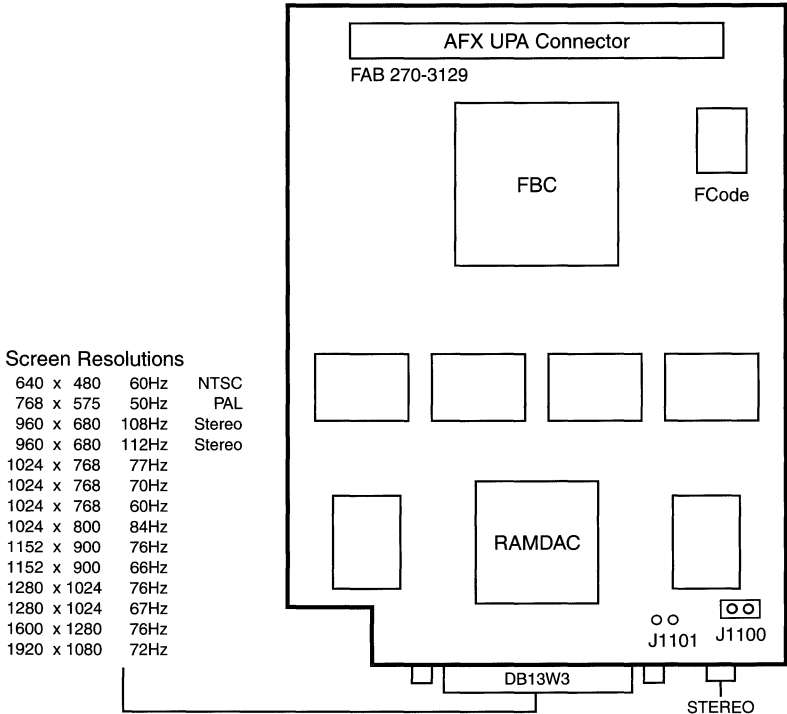 AFX UPA Connector
FAB 270-3129
FBC
FCode
Screen Resolutions
640 x 480 60Hz NTSC
768 x 575 50Hz PAL
960 x 680 108Hz Stereo
960 x 680 112Hz Stereo
1024 x 768 77Hz
1024 x 768 70Hz
1024 x 768 60Hz
1024 x 800 84Hz
1152 x 900 76Hz
1152 x 900 66Hz
1280 x 1024 76Hz
1280 x 1024 67Hz
1600 x 1280 76Hz
1920 x 1080 72Hz
RAMDAC
J1101
J1100
DB13W3
STEREO